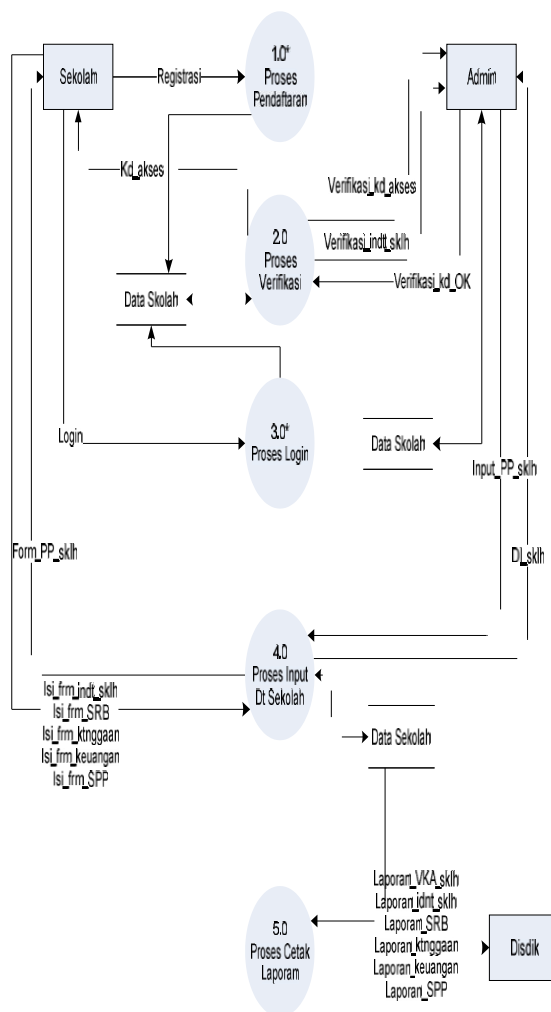 1.0*
Proses
Pendaftaran
Sekolah
Registrasi
Admim
Kd_akses
Verifikasi_kd_akses
2.0
Proses
Verifikasi
Verifikasi_indt_sklh
Verifikasi_kd_OK
Data Skolah
3.0*
Proses Login
Login
Data Skolah
Input_PP_sklh
Form_PP_sklh
DI_sklh
4.0
Proses Input
Dt Sekolah
Isi_frm_indt_sklh
Isi_frm_SRB
Isi_frm_ktnggaan
Isi_frm_keuangan
Isi_frm_SPP
Data Sekolah
Laporan_VKA_sklh
Laporan_idnt_sklh
Laporan_SRB
Laporan_ktnggaan
Laporan_keuangan
Laporan_SPP
5.0
Proses Cetak
Laporan
Disdik